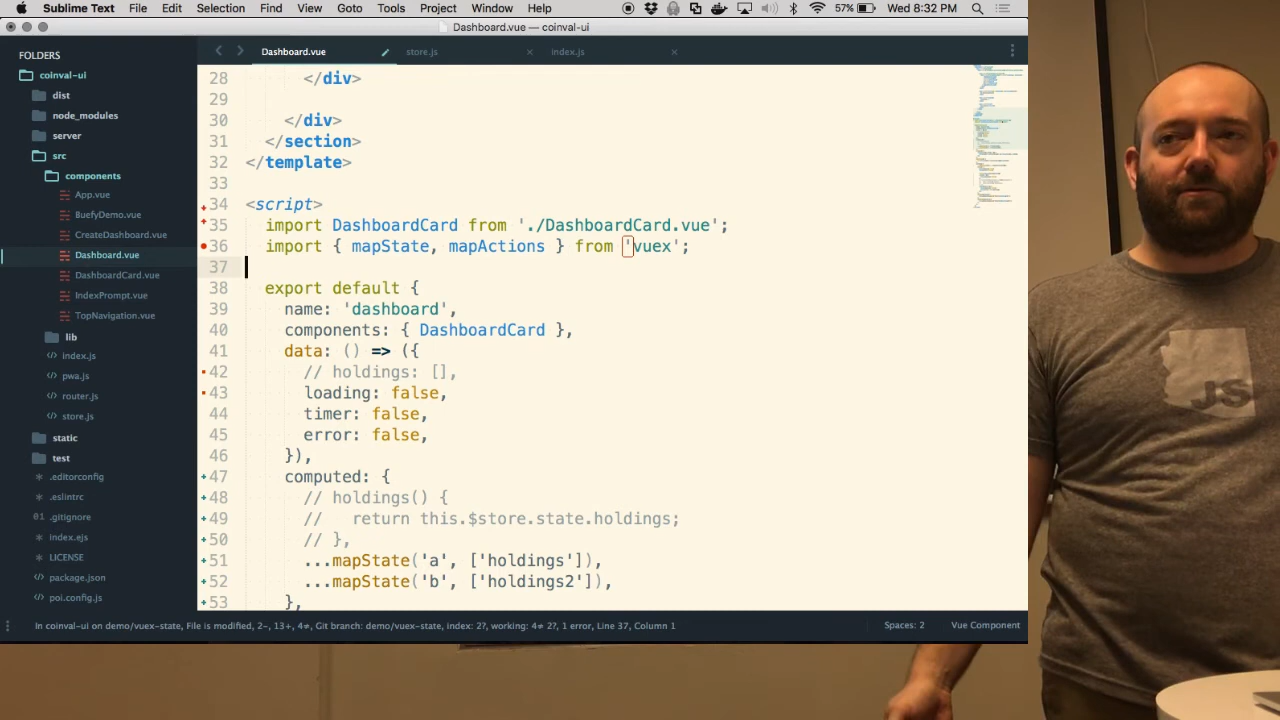 Sublime Text File Edit Selection Find View Goto Tools Project Window Help 57% Wed 8:32 PM
Dashboard.vue — coinval-ui
FOLDERS
coinval-ui
dist
node_modules
server
src
components
App.vue
BuefyDemo.vue
CreateDashboard.vue
Dashboard.vue
DashboardCard.vue
IndexPrompt.vue
TopNavigation.vue
lib
index.js
pwa.js
router.js
store.js
static
test
.editorconfig
.eslintrc
.gitignore
index.ejs
LICENSE
package.json
poi.config.js
Dashboard.vue store.js index.js
28 </div>
29
30 </div>
31 </section>
32 </template>
33
34 <script>
35 import DashboardCard from './DashboardCard.vue';
36 import { mapState, mapActions } from 'vuex';
37
38 export default {
39 name: 'dashboard',
40 components: { DashboardCard },
41 data: () => ({
42 // holdings: [],
43 loading: false,
44 timer: false,
45 error: false,
46 }),
47 computed: {
48 // holdings() {
49 // return this.$store.state.holdings;
50 // },
51 ...mapState('a', ['holdings']),
52 ...mapState('b', ['holdings2']),
53 },
In coinval-ui on demo/vuex-state, File is modified, 2-, 13+, 4≠, Git branch: demo/vuex-state, index: 2?, working: 4≠ 2?, 1 error, Line 37, Column 1
Spaces: 2 Vue Component
JS